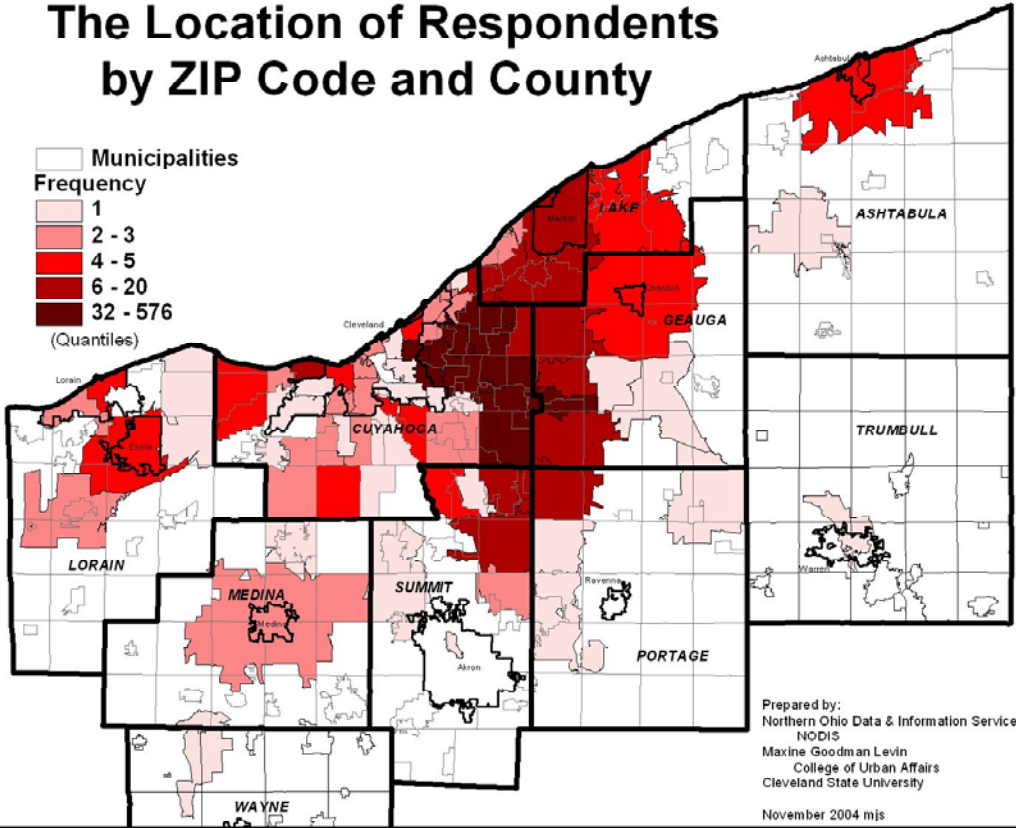 The Location of Respondents
by ZIP Code and County
Municipalities
Frequency
1
2 - 3
4 - 5
6 - 20
32 - 576
(Quantiles)
Ashtabula
ASHTABULA
LAKE
Mentor
Chardon
GEAUGA
Cleveland
Lorain
Elyria
CUYAHOGA
TRUMBULL
LORAIN
Warren
MEDINA
Medina
SUMMIT
Ravenna
Akron
PORTAGE
WAYNE
Prepared by:
Northern Ohio Data & Information Service
NODIS
Maxine Goodman Levin
College of Urban Affairs
Cleveland State University
November 2004 mjs